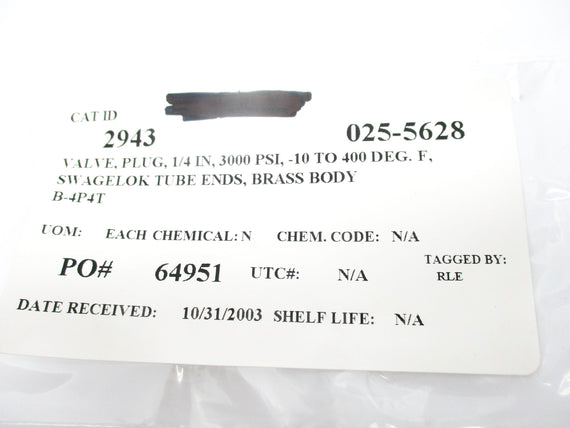 CAT ID
2943 025-5628
VALVE, PLUG, 1/4 IN, 3000 PSI, -10 TO 400 DEG. F,
SWAGELOK TUBE ENDS, BRASS BODY
B-4P4T
UOM: EACH CHEMICAL: N CHEM. CODE: N/A
PO# 64951 UTC#: N/A TAGGED BY:
RLE
DATE RECEIVED: 10/31/2003 SHELF LIFE: N/A